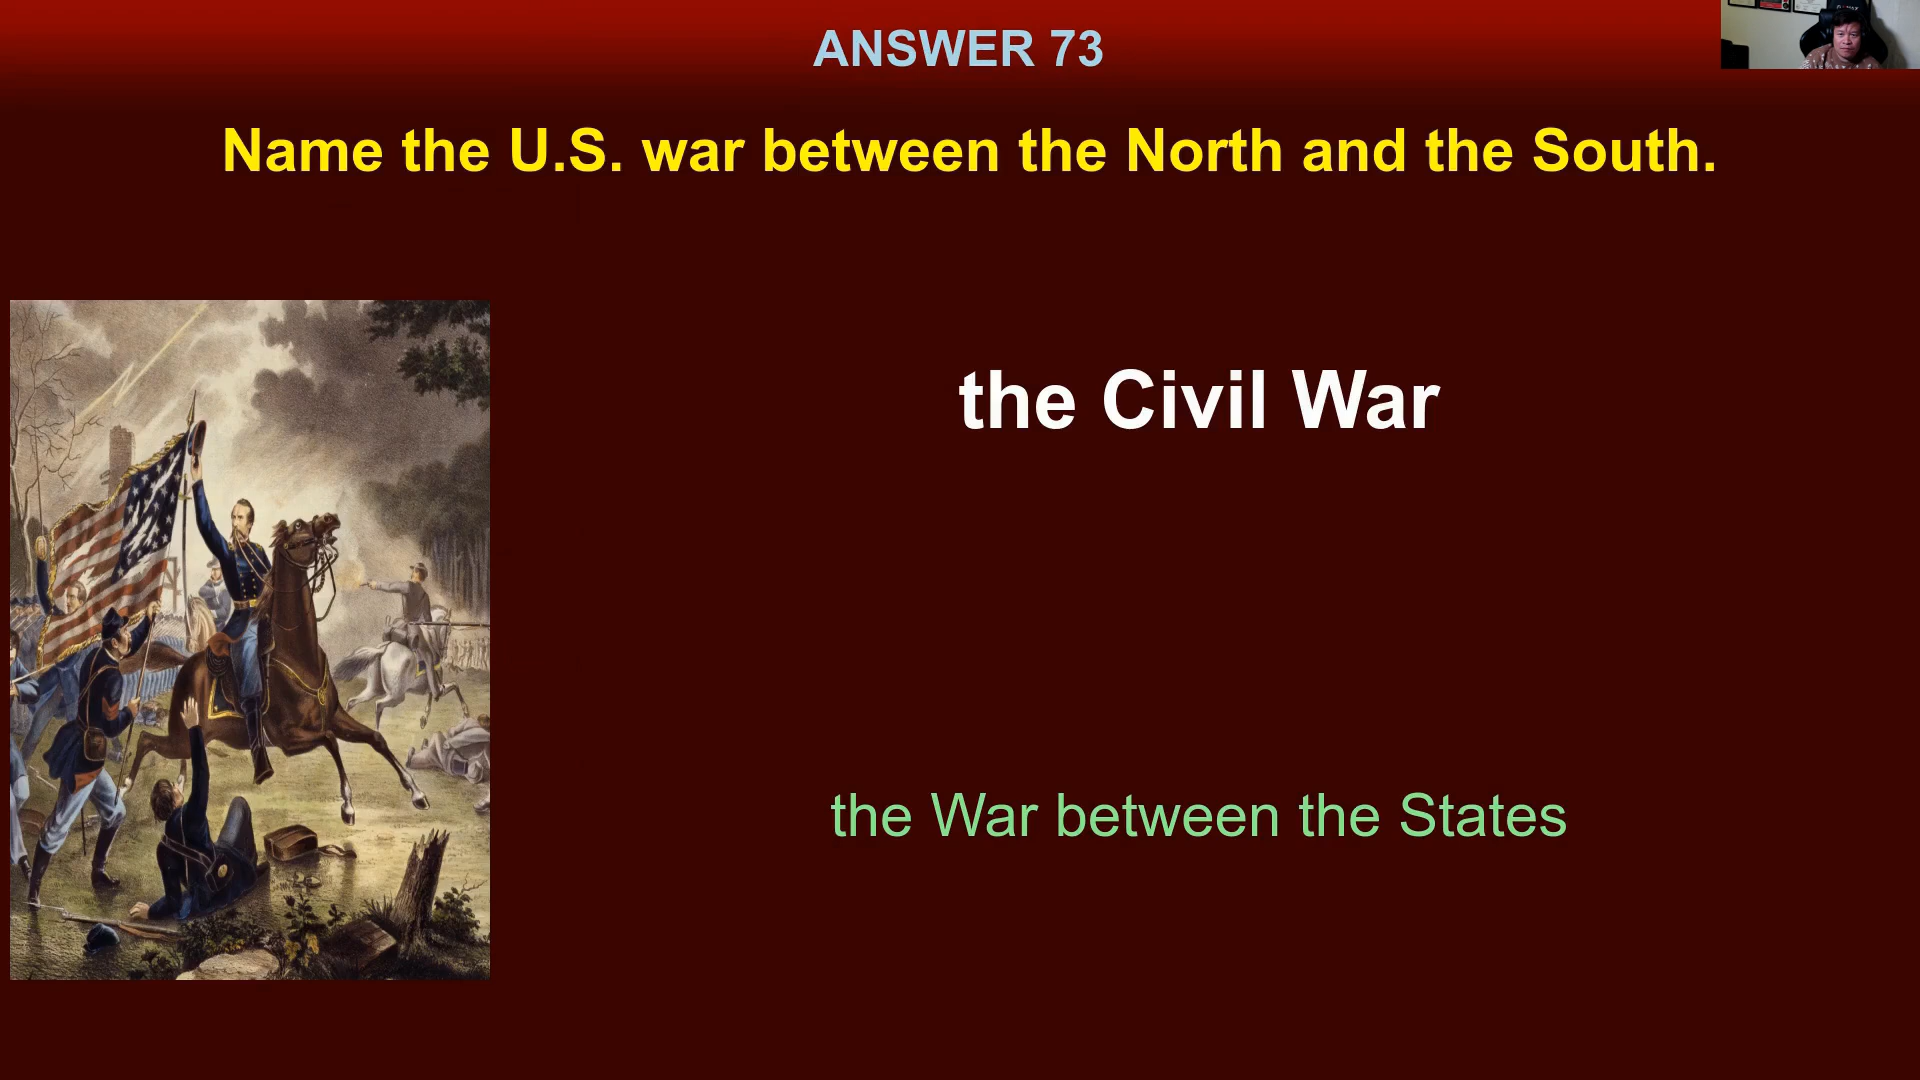 ANSWER 73
Name the U.S. war between the North and the South.
the Civil War
the War between the States